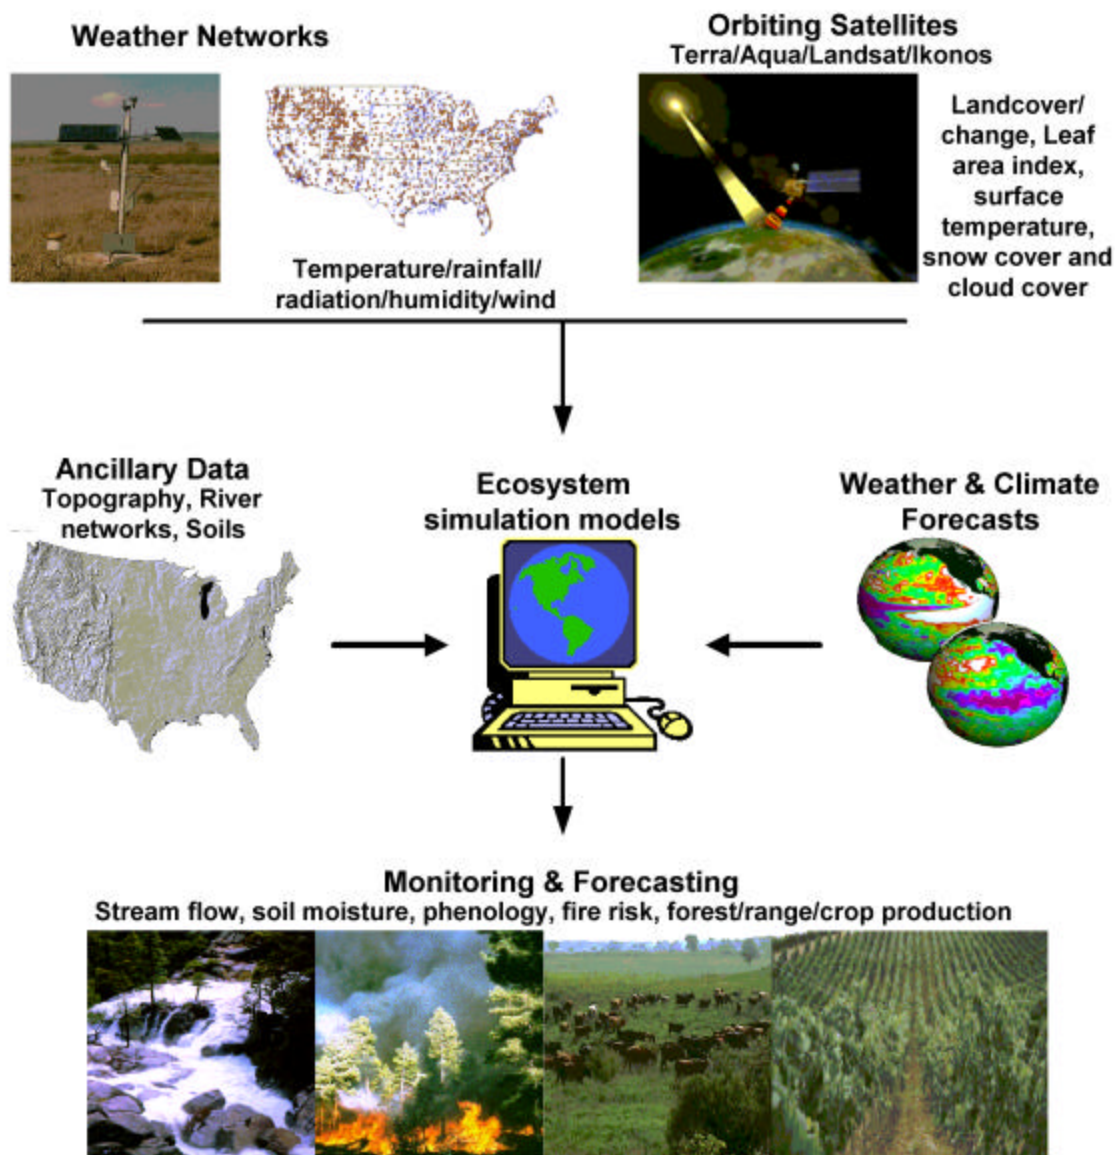 Weather Networks
Orbiting Satellites
Terra/Aqua/Landsat/Ikonos
Landcover/
change, Leaf
area index,
surface
temperature,
snow cover and
cloud cover
Temperature/rainfall/
radiation/humidity/wind
Ancillary Data
Topography, River
networks, Soils
Ecosystem
simulation models
Weather & Climate
Forecasts
Monitoring & Forecasting
Stream flow, soil moisture, phenology, fire risk, forest/range/crop production